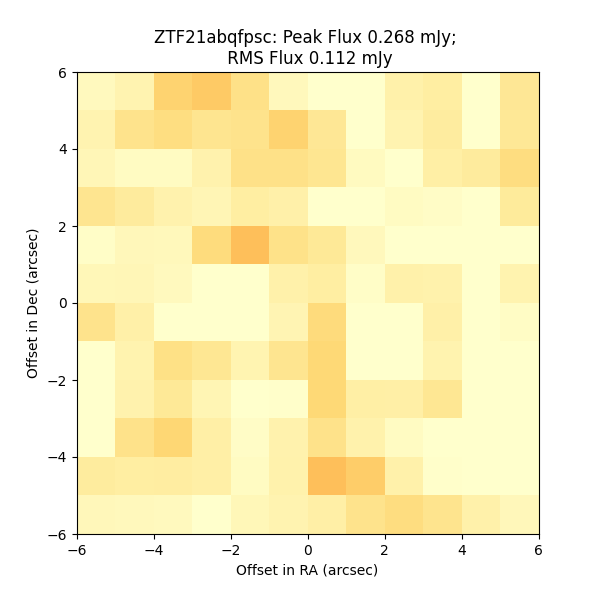 ZTF21abqfpsc: Peak Flux 0.268 mJy;
RMS Flux 0.112 mJy
6
4
2
0
−2
−4
−6
Offset in Dec (arcsec)
−6 −4 −2 0 2 4 6
Offset in RA (arcsec)